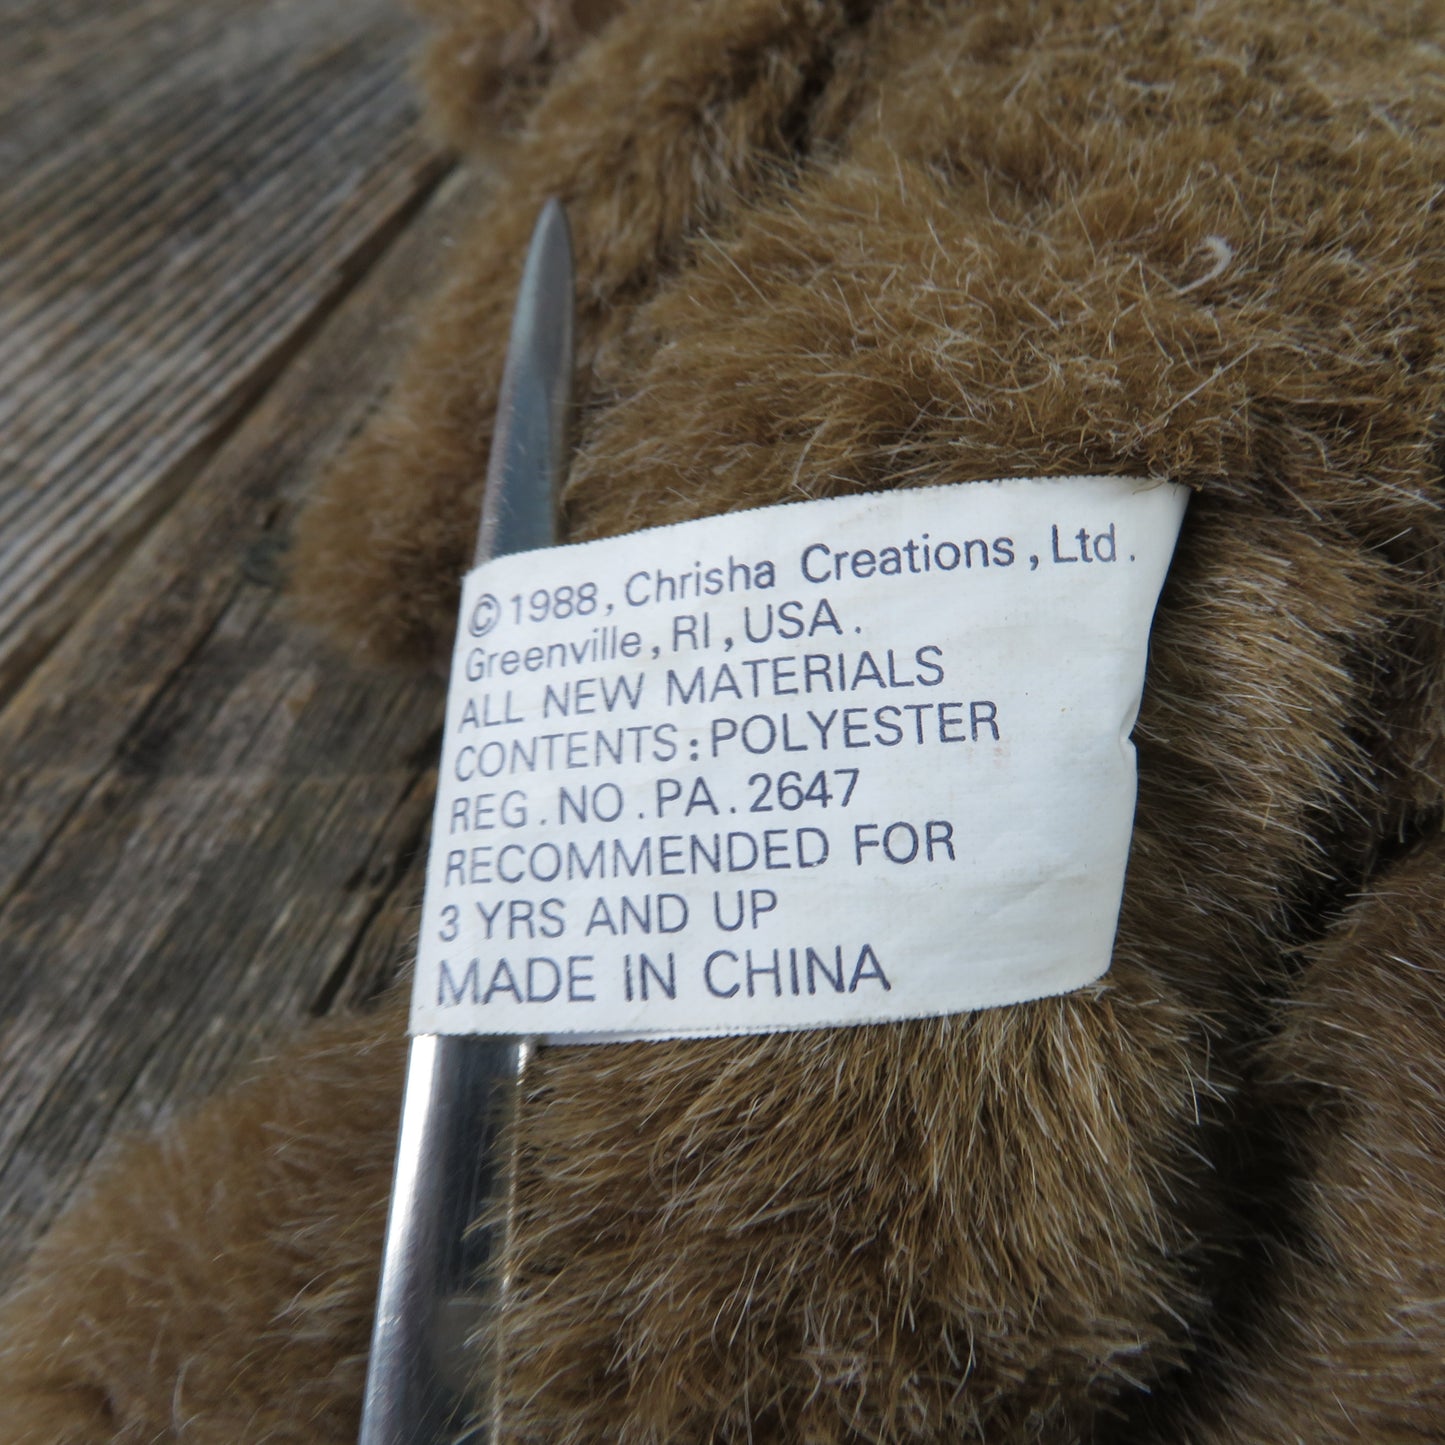 © 1988, Chrisha Creations, Ltd.
Greenville, RI, USA.
ALL NEW MATERIALS
CONTENTS: POLYESTER
REG. NO. PA. 2647
RECOMMENDED FOR
3 YRS AND UP
MADE IN CHINA